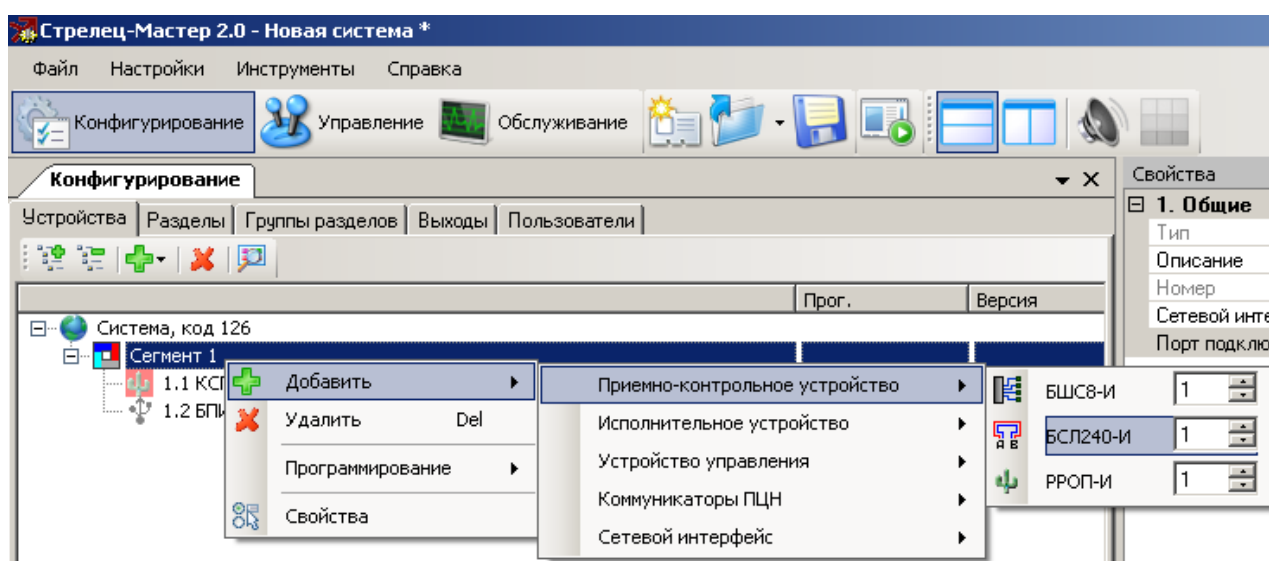 Стрелец-Мастер 2.0 - Новая система *
Файл Настройки Инструменты Справка
Конфигурирование Управление Обслуживание
Конфигурирование
Устройства Разделы Группы разделов Выходы Пользователи
Прог. Версия
Система, код 126
Сегмент 1
1.1 КСГ
1.2 БПИ
Добавить
Удалить Del
Программирование
Свойства
Приемно-контрольное устройство
Исполнительное устройство
Устройство управления
Коммуникаторы ПЦН
Сетевой интерфейс
БШС8-И 1
БСЛ240-И 1
РРОП-И 1
Свойства
1. Общие
Тип
Описание
Номер
Сетевой инте
Порт подклю